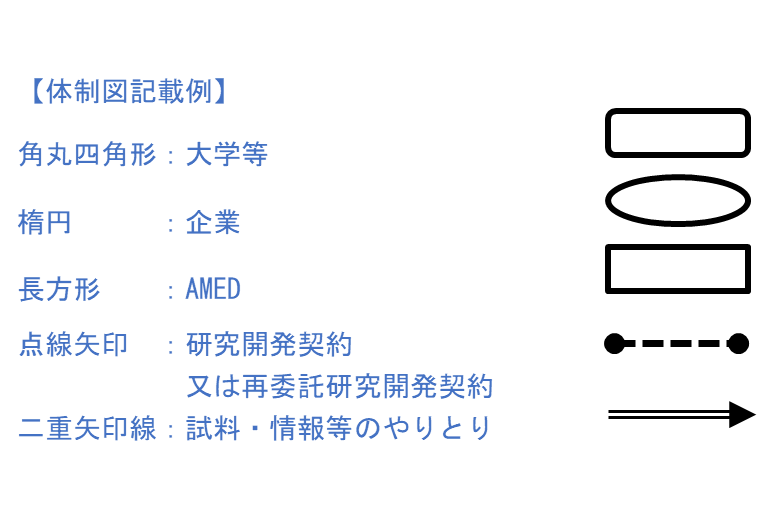 【体制図記載例】
角丸四角形：大学等
楕円　　　：企業
長方形　　：AMED
点線矢印　：研究開発契約
又は再委託研究開発契約
二重矢印線：試料・情報等のやりとり